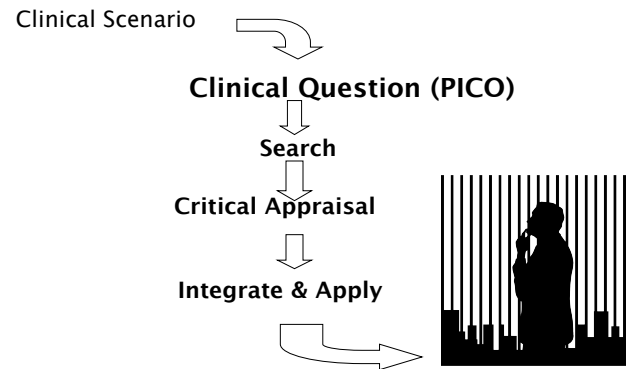 Clinical Scenario
Clinical Question (PICO)
Search
Critical Appraisal
Integrate & Apply